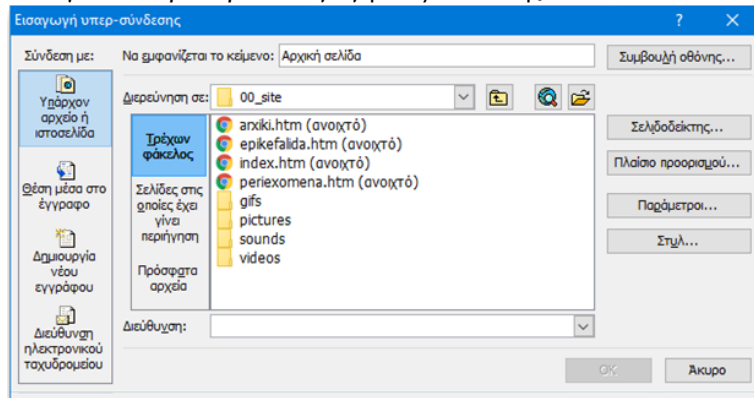 Εισαγωγή υπερ-σύνδεσης
Σύνδεση με:
Να εμφανίζεται το κείμενο: Αρχική σελίδα
Συμβουλή οθόνης...
Υπάρχον
αρχείο ή
ιστοσελίδα
Θέση μέσα στο
έγγραφο
Δημιουργία
νέου
εγγράφου
Διεύθυνση
ηλεκτρονικού
ταχυδρομείου
Διερεύνηση σε: 00_site
Τρέχων
φάκελος
Σελίδες στις
οποίες έχει
γίνει
περιήγηση
Πρόσφατα
αρχεία
arxiki.htm (ανοιχτό)
epikefalida.htm (ανοιχτό)
index.htm (ανοιχτό)
periexomena.htm (ανοιχτό)
gifs
pictures
sounds
videos
Σελιδοδείκτης...
Πλαίσιο προορισμού...
Παράμετροι...
Στυλ...
Διεύθυνση:
OK
Άκυρο